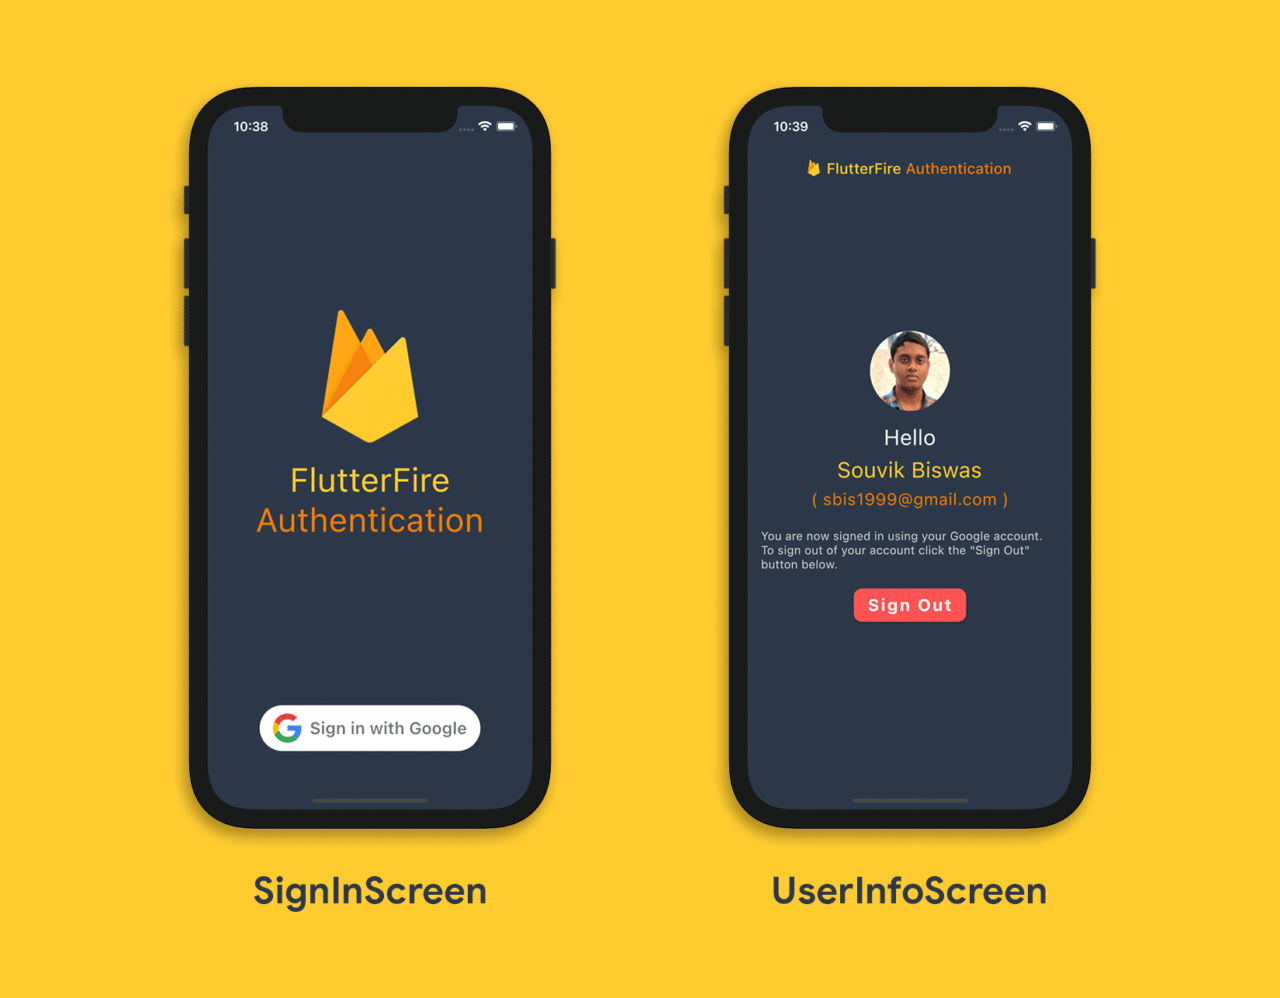 10:38
FlutterFire
Authentication
Sign in with Google
SignInScreen
10:39
FlutterFire Authentication
Hello
Souvik Biswas
( sbis1999@gmail.com )
You are now signed in using your Google account.
To sign out of your account click the "Sign Out"
button below.
Sign Out
UserInfoScreen